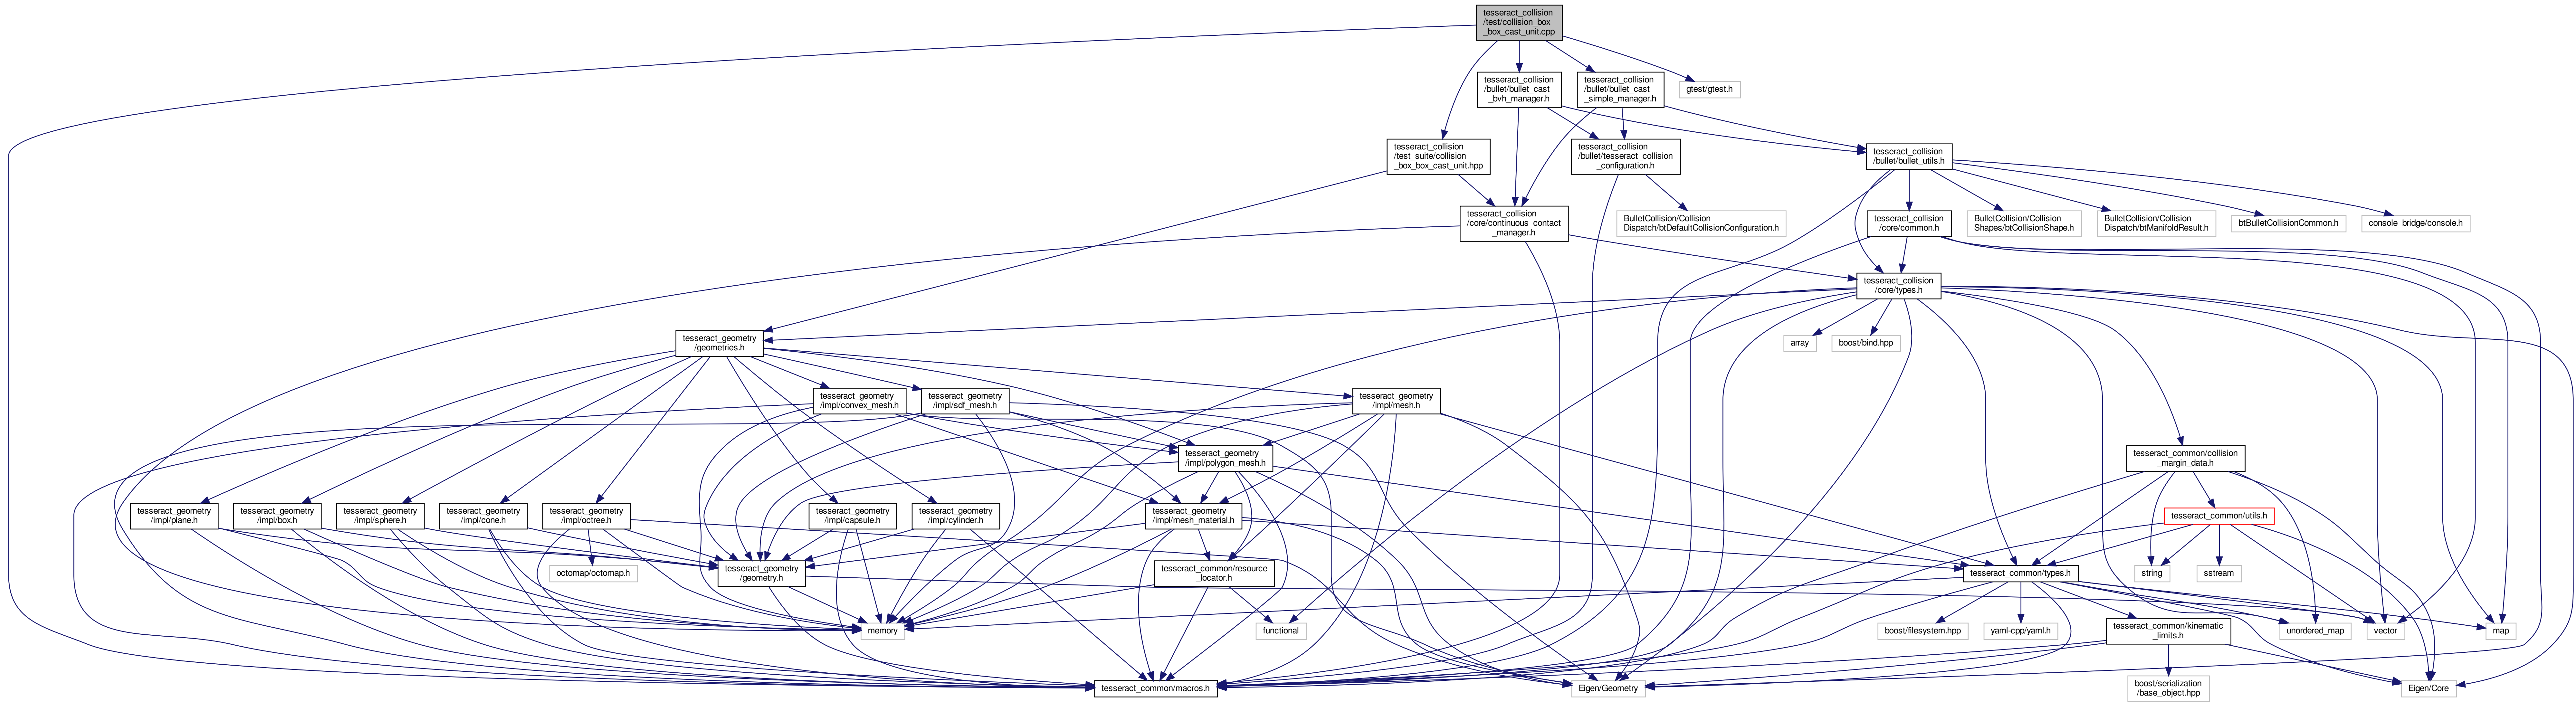 tesseract_collision
/test/collision_box
_box_cast_unit.cpp
tesseract_collision
/bullet/bullet_cast
_bvh_manager.h
tesseract_collision
/bullet/bullet_cast
_simple_manager.h
gtest/gtest.h
tesseract_collision
/test_suite/collision
_box_box_cast_unit.hpp
tesseract_collision
/bullet/tesseract_collision
_configuration.h
tesseract_collision
/bullet/bullet_utils.h
tesseract_collision
/core/continuous_contact
_manager.h
BulletCollision/Collision
Dispatch/btDefaultCollisionConfiguration.h
tesseract_collision
/core/common.h
BulletCollision/Collision
Shapes/btCollisionShape.h
BulletCollision/Collision
Dispatch/btManifoldResult.h
btBulletCollisionCommon.h
console_bridge/console.h
tesseract_collision
/core/types.h
tesseract_geometry
/geometries.h
array
boost/bind.hpp
tesseract_geometry
/impl/convex_mesh.h
tesseract_geometry
/impl/sdf_mesh.h
tesseract_geometry
/impl/mesh.h
tesseract_geometry
/impl/polygon_mesh.h
tesseract_common/collision
_margin_data.h
tesseract_geometry
/impl/plane.h
tesseract_geometry
/impl/box.h
tesseract_geometry
/impl/sphere.h
tesseract_geometry
/impl/cone.h
tesseract_geometry
/impl/octree.h
tesseract_geometry
/impl/capsule.h
tesseract_geometry
/impl/cylinder.h
tesseract_geometry
/impl/mesh_material.h
tesseract_common/utils.h
octomap/octomap.h
tesseract_geometry
/geometry.h
tesseract_common/resource
_locator.h
tesseract_common/types.h
string
sstream
memory
functional
boost/filesystem.hpp
yaml-cpp/yaml.h
tesseract_common/kinematic
_limits.h
unordered_map
vector
map
tesseract_common/macros.h
Eigen/Geometry
boost/serialization
/base_object.hpp
Eigen/Core